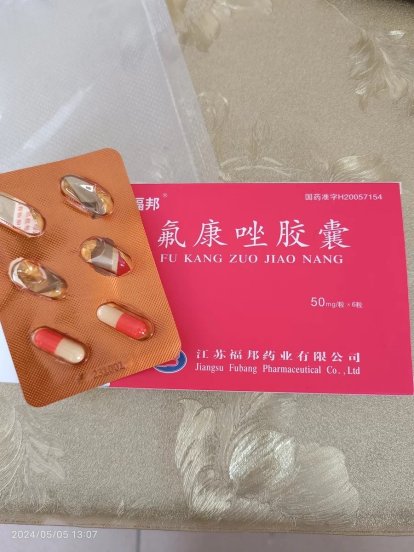 福邦®
国药准字H20057154
氟康唑胶囊
FU KANG ZUO JIAO NANG
50mg/粒×6粒
江苏福邦药业有限公司
Jiangsu Fubang Pharmaceutical Co.,Ltd
2024/05/05 13:07